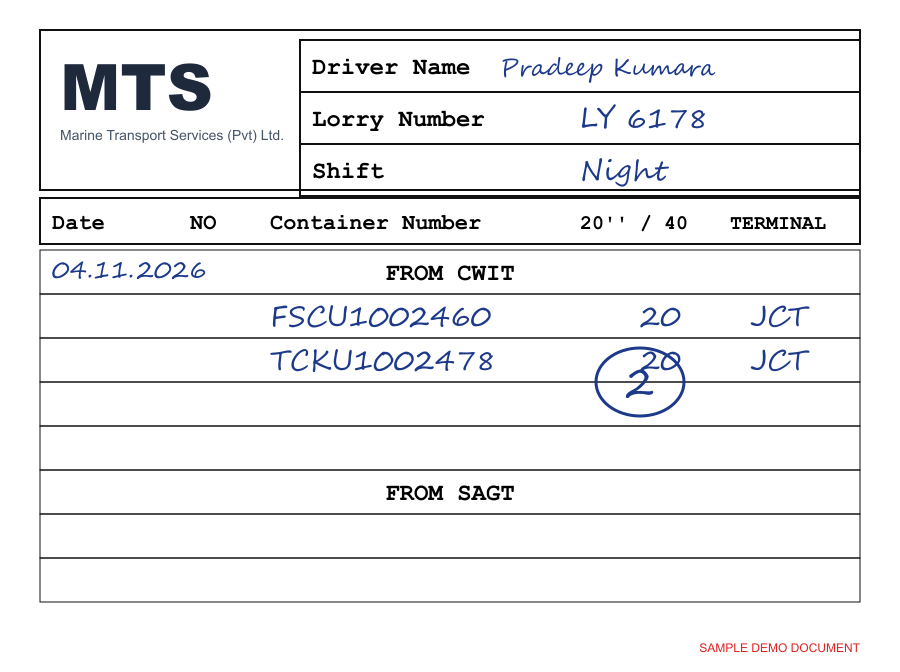 MTS
Marine Transport Services (Pvt) Ltd.
Driver Name Pradeep Kumara
Lorry Number LY 6178
Shift Night
Date NO Container Number 20'' / 40 TERMINAL
04.11.2026 FROM CWIT
FSCU1002460 20 JCT
TCKU1002478 20 JCT
2
FROM SAGT
SAMPLE DEMO DOCUMENT